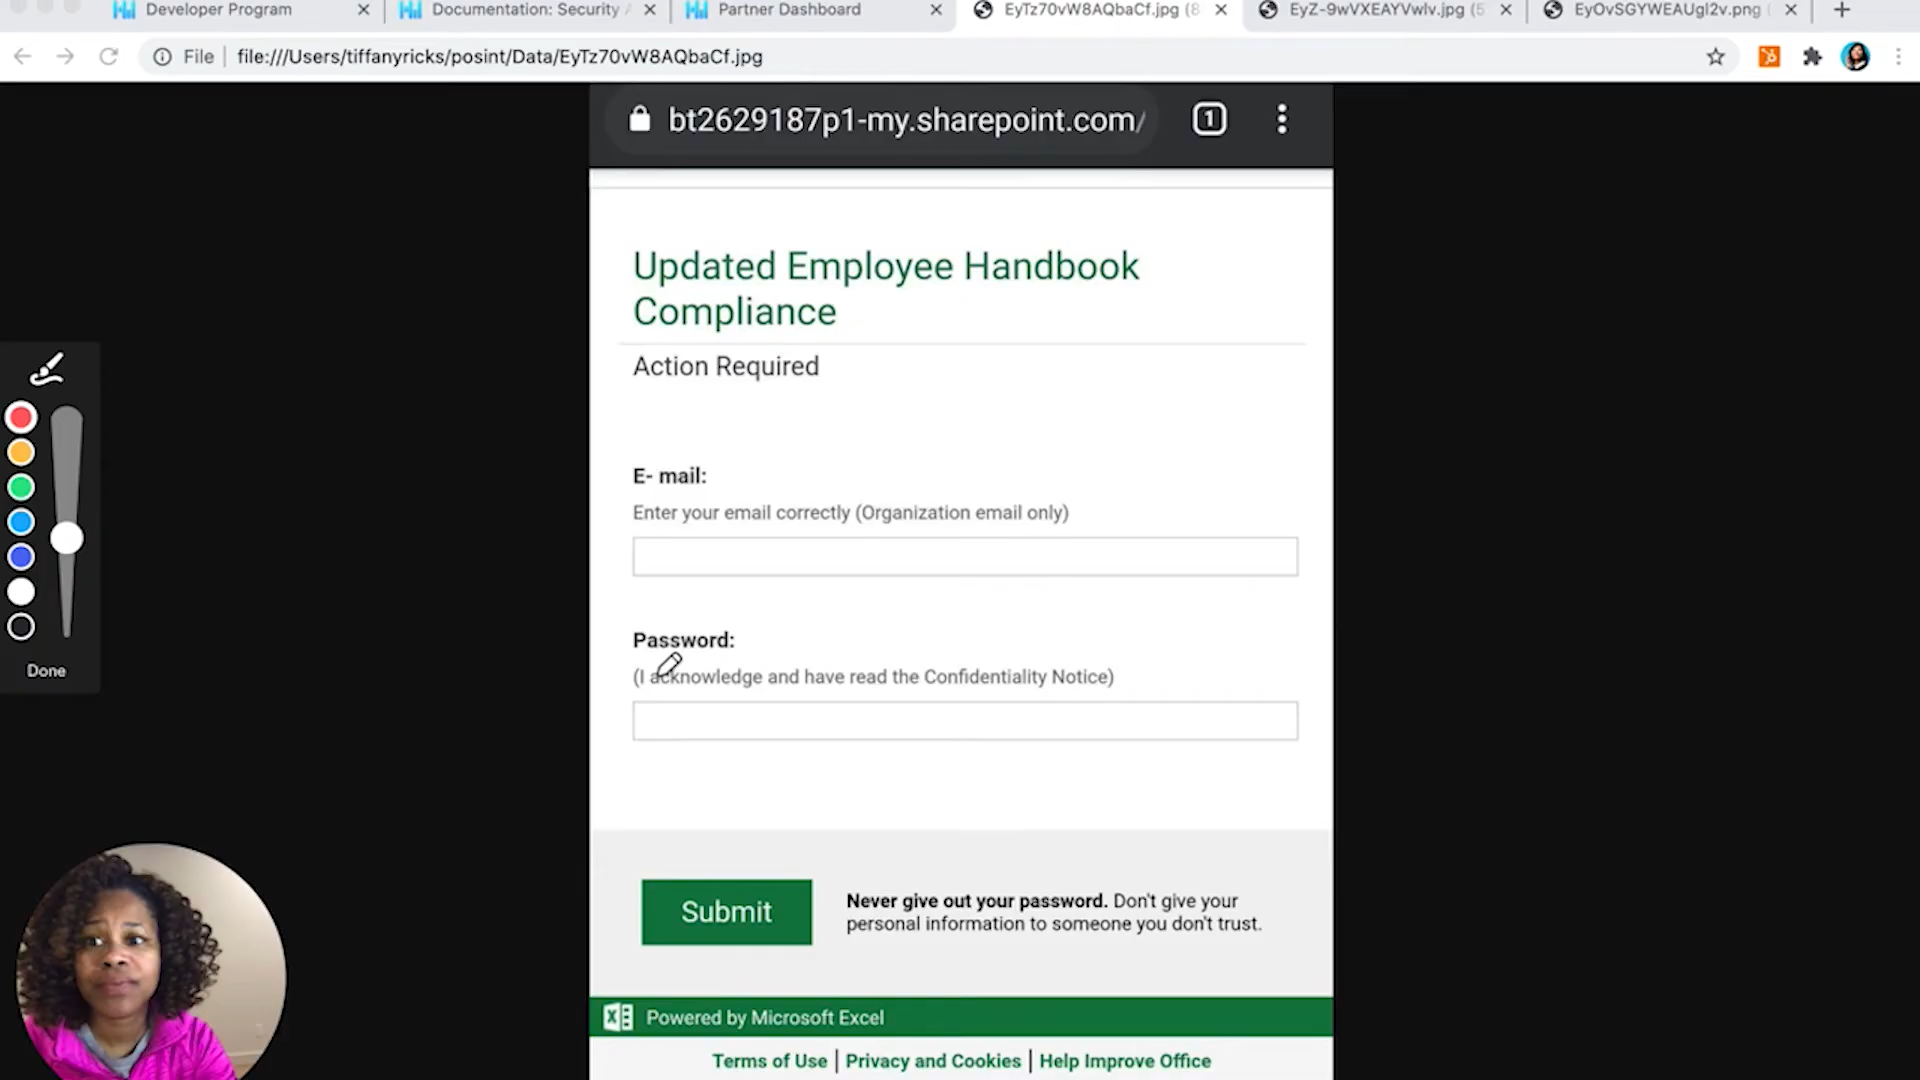 Developer Program
Documentation: Security
Partner Dashboard
EyTz70vW8AQbaCf.jpg (8
EyZ-9wVXEAYVwlv.jpg (5
EyOvSGYWEAUgl2v.png (
File
file:///Users/tiffanyricks/posint/Data/EyTz70vW8AQbaCf.jpg
bt2629187p1-my.sharepoint.com/
1
Updated Employee Handbook
Compliance
Action Required
E- mail:
Enter your email correctly (Organization email only)
Password:
(I acknowledge and have read the Confidentiality Notice)
Done
Submit
Never give out your password. Don't give your
personal information to someone you don't trust.
Powered by Microsoft Excel
Terms of Use | Privacy and Cookies | Help Improve Office